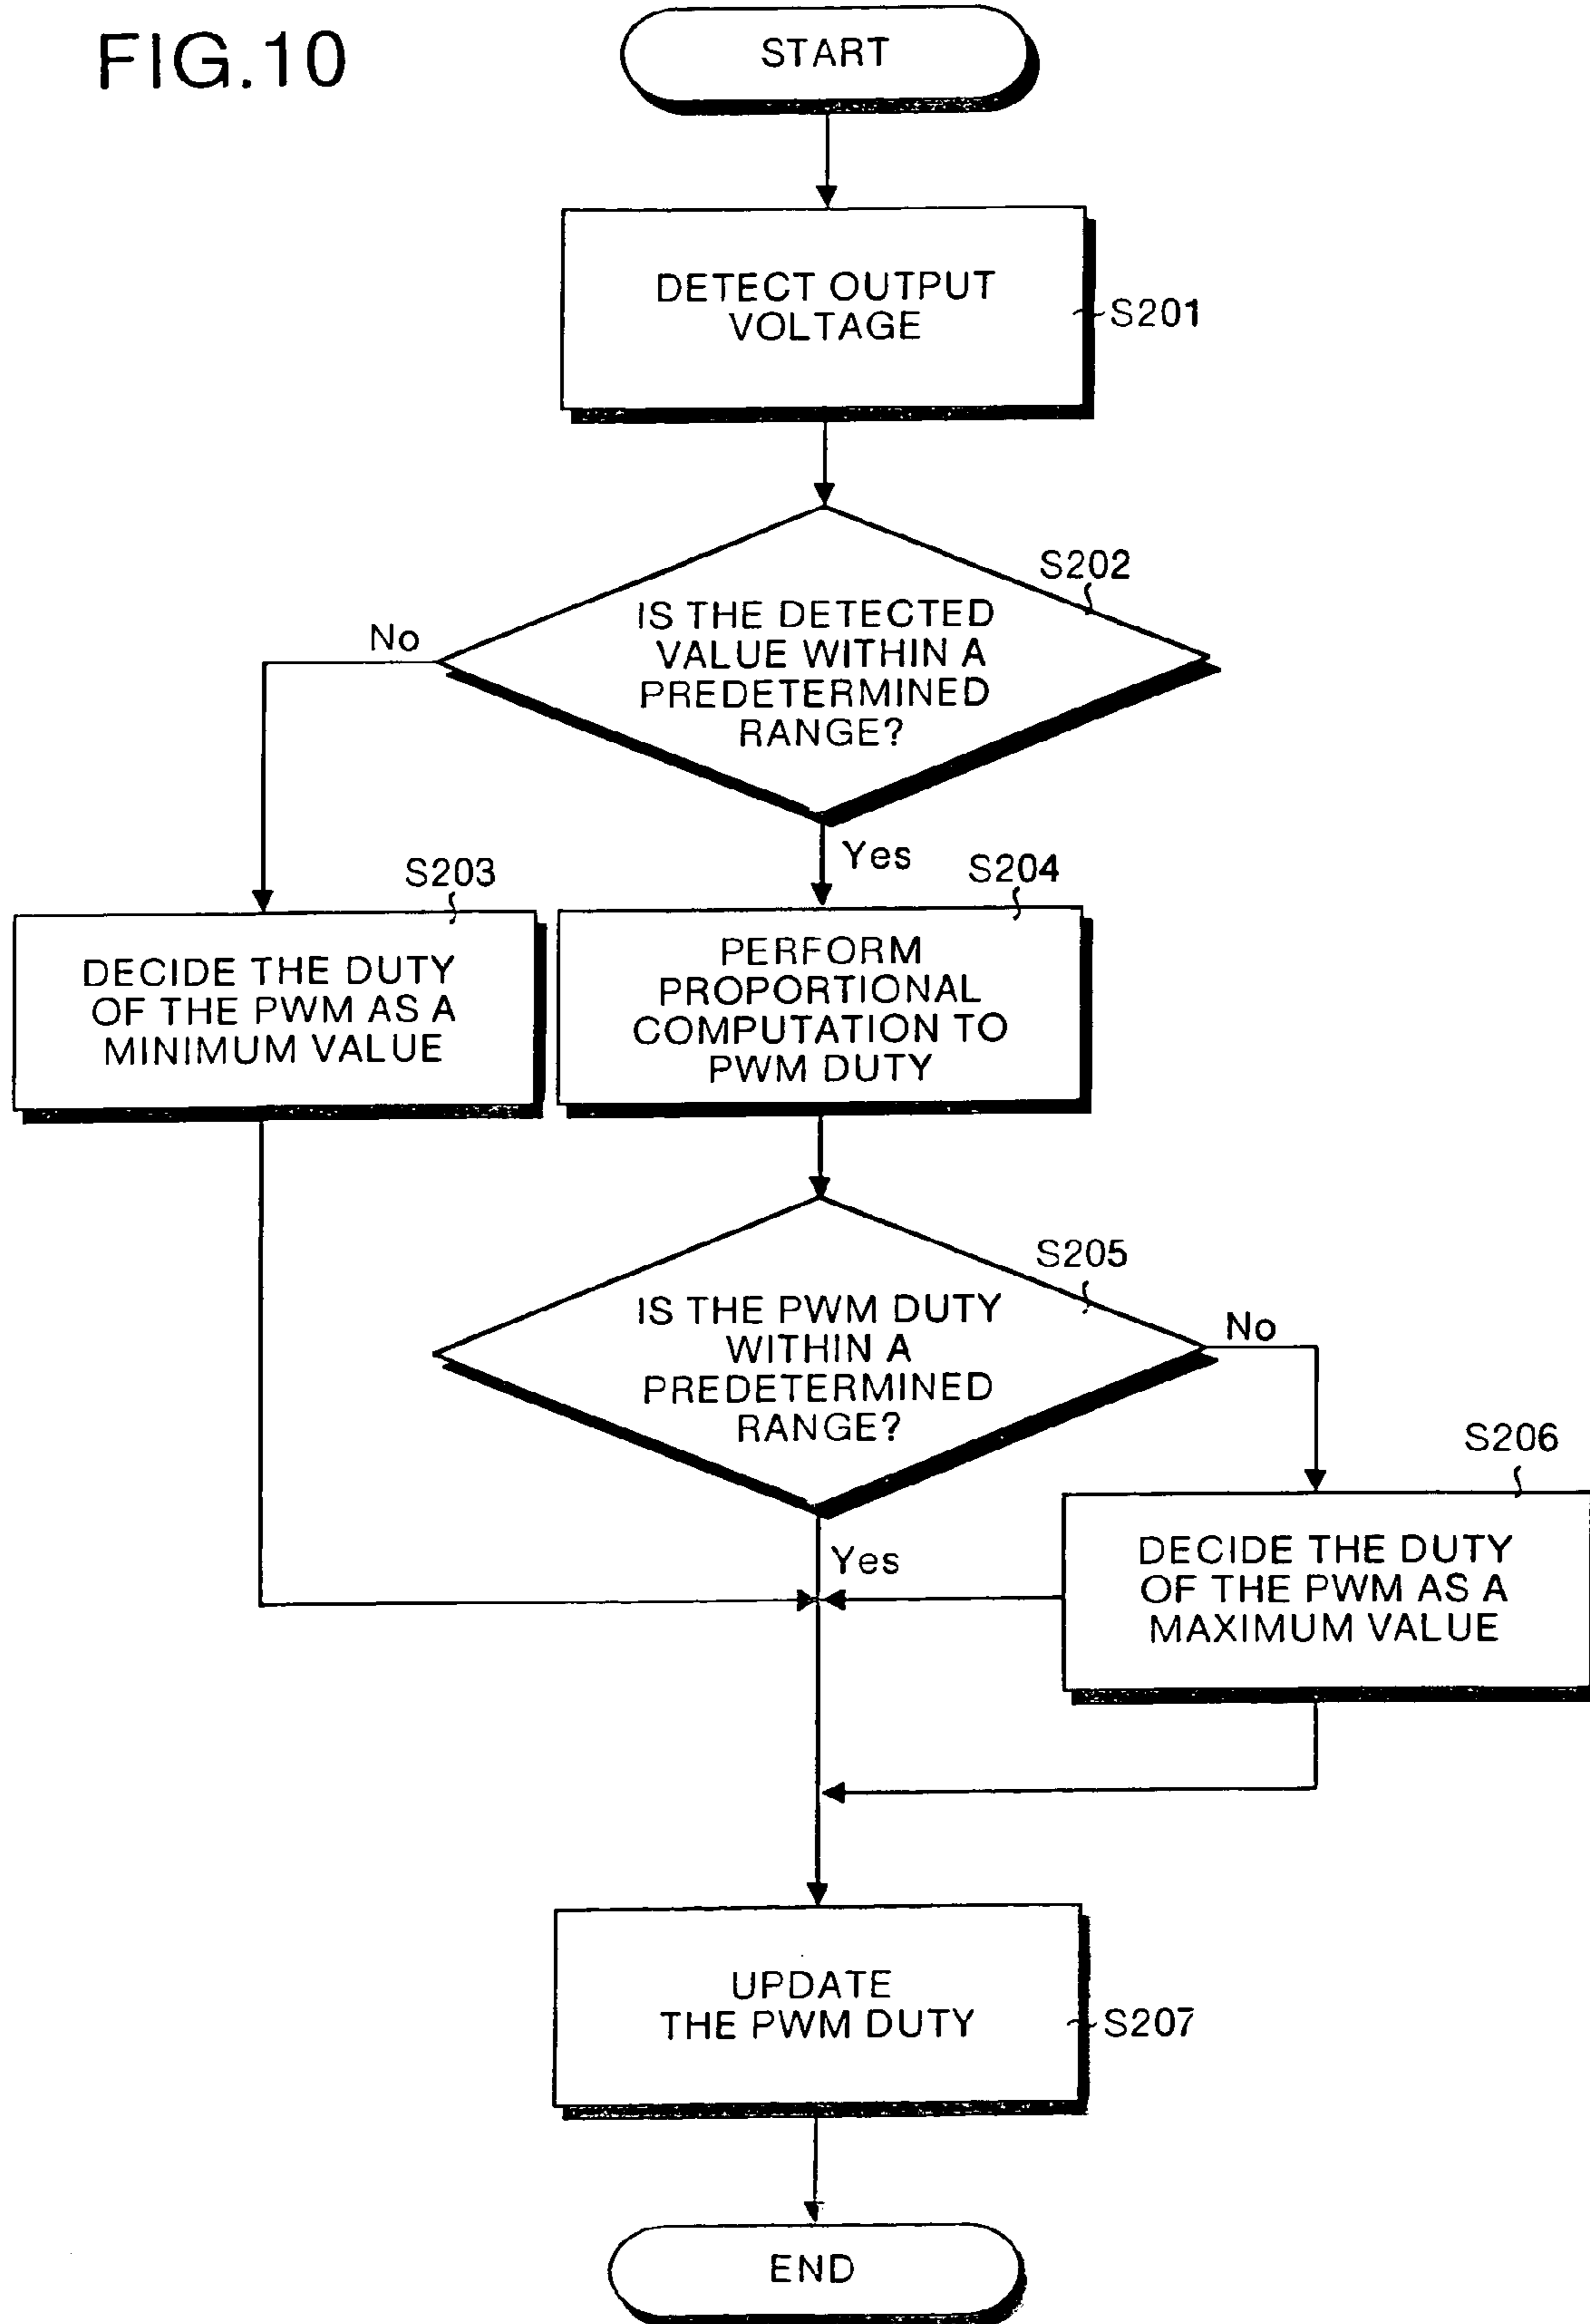 FIG.10
START
DETECT OUTPUT
VOLTAGE
S201
S202
IS THE DETECTED
VALUE WITHIN A
PREDETERMINED
RANGE?
No
Yes
S203
DECIDE THE DUTY
OF THE PWM AS A
MINIMUM VALUE
S204
PERFORM
PROPORTIONAL
COMPUTATION TO
PWM DUTY
S205
IS THE PWM DUTY
WITHIN A
PREDETERMINED
RANGE?
No
Yes
S206
DECIDE THE DUTY
OF THE PWM AS A
MAXIMUM VALUE
UPDATE
THE PWM DUTY
S207
END